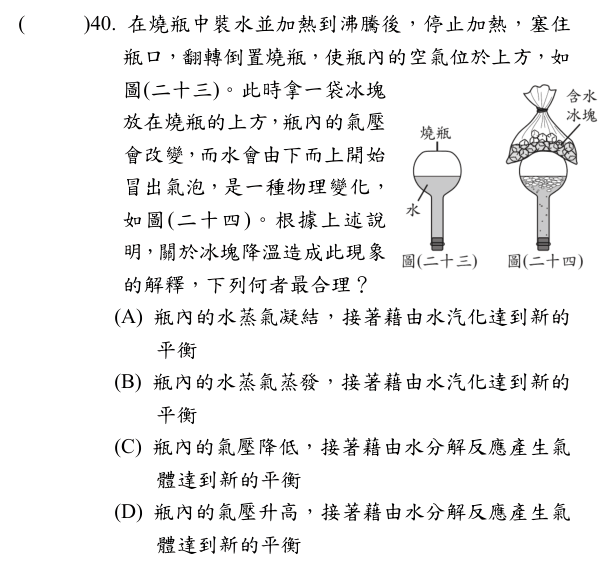 (　　)40. 在燒瓶中裝水並加熱到沸騰後，停止加熱，塞住
瓶口，翻轉倒置燒瓶，使瓶內的空氣位於上方，如
圖(二十三)。此時拿一袋冰塊
放在燒瓶的上方，瓶內的氣壓
會改變，而水會由下而上開始
冒出氣泡，是一種物理變化，
如圖(二十四)。根據上述說
明，關於冰塊降溫造成此現象
的解釋，下列何者最合理？
燒瓶
水
圖(二十三)
含水
冰塊
圖(二十四)
(A) 瓶內的水蒸氣凝結，接著藉由水汽化達到新的
平衡
(B) 瓶內的水蒸氣蒸發，接著藉由水汽化達到新的
平衡
(C) 瓶內的氣壓降低，接著藉由水分解反應產生氣
體達到新的平衡
(D) 瓶內的氣壓升高，接著藉由水分解反應產生氣
體達到新的平衡